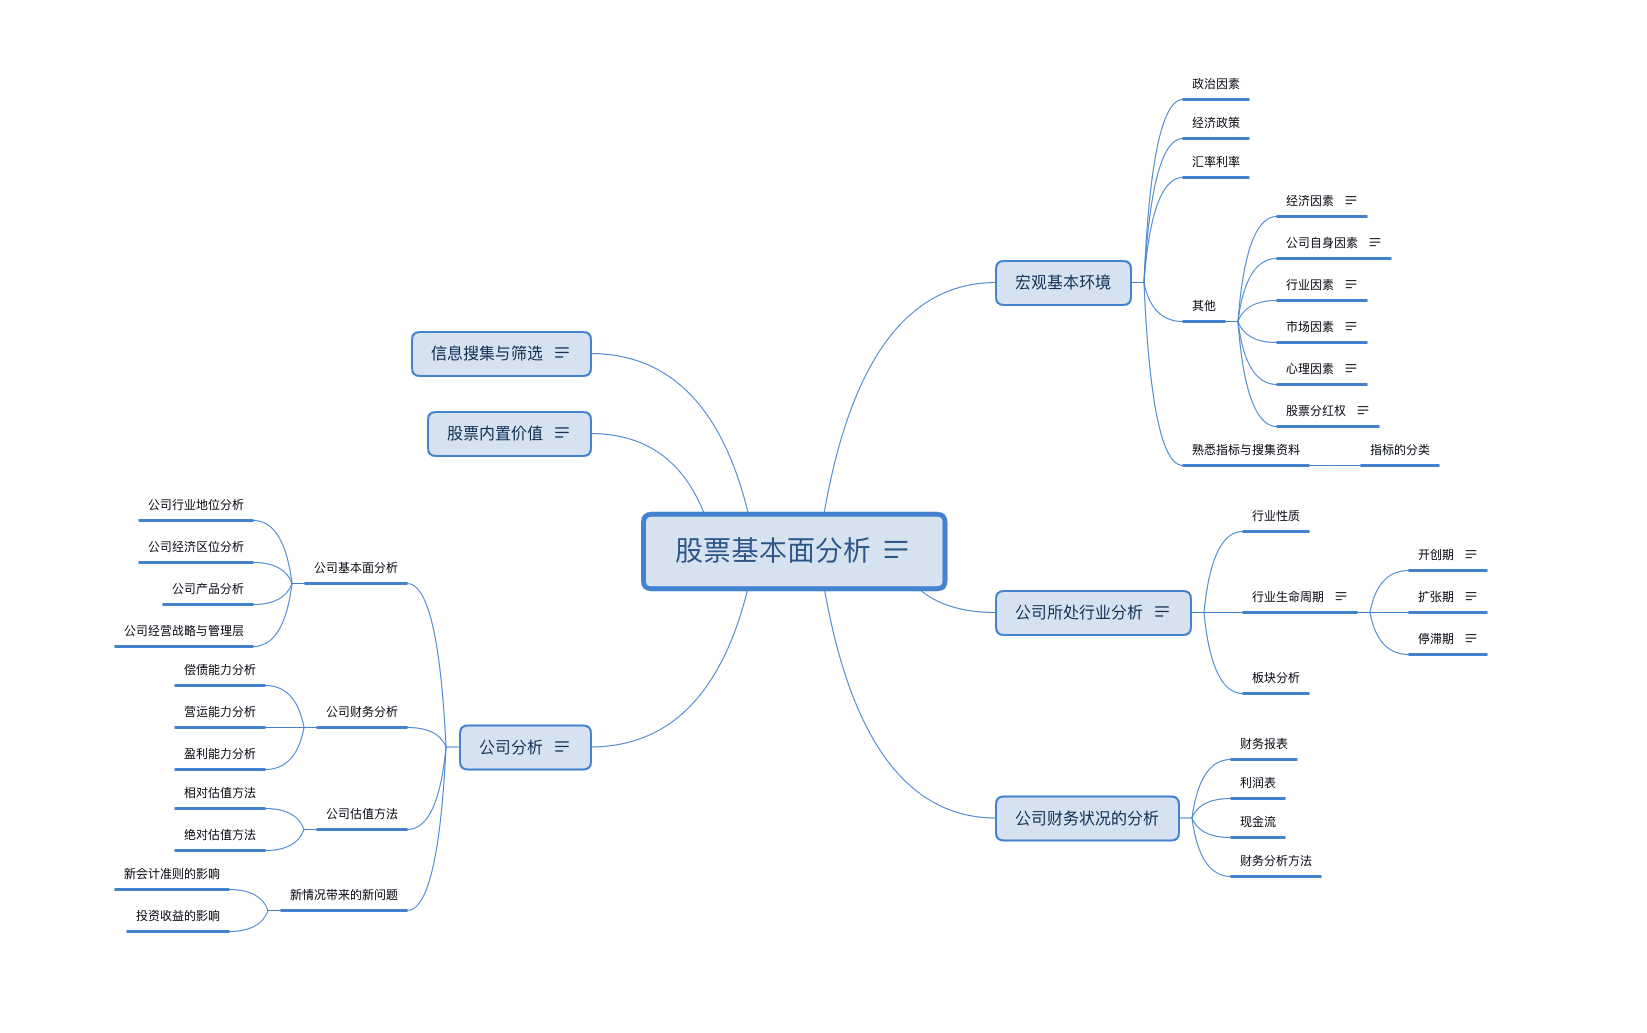 股票基本面分析
宏观基本环境
政治因素
经济政策
汇率利率
其他
经济因素
公司自身因素
行业因素
市场因素
心理因素
股票分红权
熟悉指标与搜集资料
指标的分类
公司所处行业分析
行业性质
行业生命周期
开创期
扩张期
停滞期
板块分析
公司财务状况的分析
财务报表
利润表
现金流
财务分析方法
信息搜集与筛选
股票内置价值
公司分析
公司基本面分析
公司行业地位分析
公司经济区位分析
公司产品分析
公司经营战略与管理层
公司财务分析
偿债能力分析
营运能力分析
盈利能力分析
公司估值方法
相对估值方法
绝对估值方法
新情况带来的新问题
新会计准则的影响
投资收益的影响